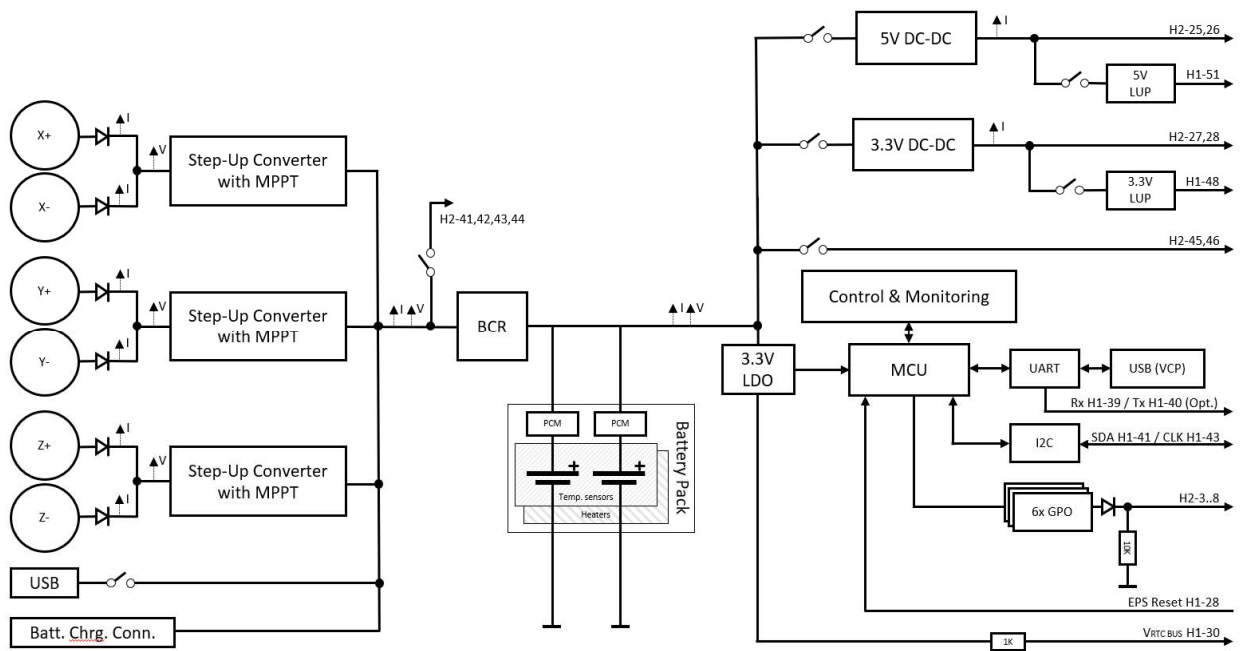 I
5V DC-DC
H2-25,26
5V
LUP
H1-51
X+
I
V
Step-Up Converter
with MPPT
X-
I
I
3.3V DC-DC
H2-27,28
3.3V
LUP
H1-48
H2-41,42,43,44
H2-45,46
Y+
I
V
Step-Up Converter
with MPPT
Y-
I
I
V
BCR
I
V
Control & Monitoring
3.3V
LDO
MCU
UART
USB (VCP)
Rx H1-39 / Tx H1-40 (Opt.)
I2C
SDA H1-41 / CLK H1-43
Z+
I
V
Step-Up Converter
with MPPT
Z-
I
PCM
PCM
+
+
Temp. sensors
Heaters
Battery Pack
6x GPO
H2-3..8
10K
USB
Batt. Chrg. Conn.
EPS Reset H1-28
VRTC BUS H1-30
1K